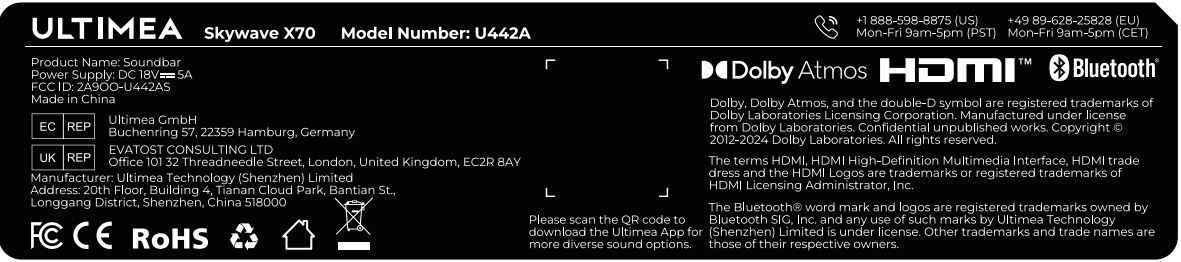 ULTIMEA Skywave X70 Model Number: U442A
+1 888-598-8875 (US) +49 89-628-25828 (EU)
Mon-Fri 9am-5pm (PST) Mon-Fri 9am-5pm (CET)
Product Name: Soundbar
Power Supply: DC 18V⎓5A
FCC ID: 2A9OO-U442AS
Made in China
EC REP
Ultimea GmbH
Buchenring 57, 22359 Hamburg, Germany
UK REP
EVATOST CONSULTING LTD
Office 101 32 Threadneedle Street, London, United Kingdom, EC2R 8AY
Manufacturer: Ultimea Technology (Shenzhen) Limited
Address: 20th Floor, Building 4, Tianan Cloud Park, Bantian St.,
Longgang District, Shenzhen, China 518000
FC CE RoHS
Please scan the QR code to
download the Ultimea App for
more diverse sound options.
Dolby Atmos HDMI™ Bluetooth®
Dolby, Dolby Atmos, and the double-D symbol are registered trademarks of
Dolby Laboratories Licensing Corporation. Manufactured under license
from Dolby Laboratories. Confidential unpublished works. Copyright ©
2012-2024 Dolby Laboratories. All rights reserved.
The terms HDMI, HDMI High-Definition Multimedia Interface, HDMI trade
dress and the HDMI Logos are trademarks or registered trademarks of
HDMI Licensing Administrator, Inc.
The Bluetooth® word mark and logos are registered trademarks owned by
Bluetooth SIG, Inc. and any use of such marks by Ultimea Technology
(Shenzhen) Limited is under license. Other trademarks and trade names are
those of their respective owners.